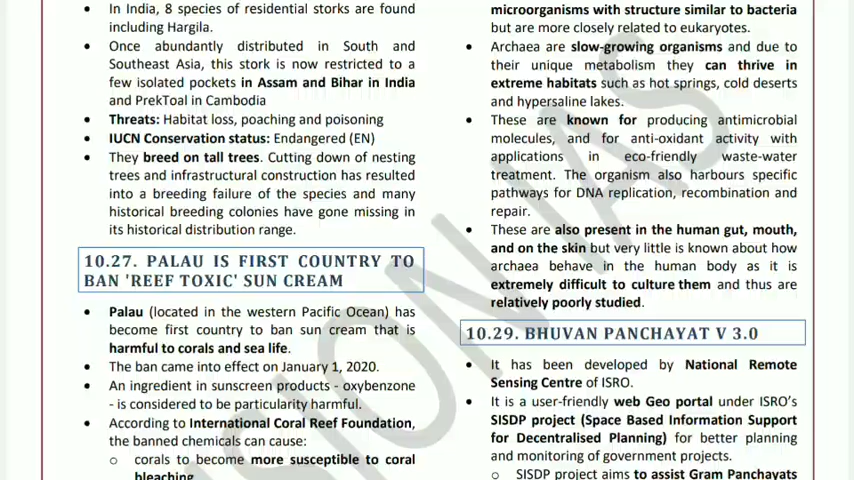 • In India, 8 species of residential storks are found
including Hargila.
• Once abundantly distributed in South and
Southeast Asia, this stork is now restricted to a
few isolated pockets in Assam and Bihar in India
and PrekToal in Cambodia
• Threats: Habitat loss, poaching and poisoning
• IUCN Conservation status: Endangered (EN)
• They breed on tall trees. Cutting down of nesting
trees and infrastructural construction has resulted
into a breeding failure of the species and many
historical breeding colonies have gone missing in
its historical distribution range.
10.27. PALAU IS FIRST COUNTRY TO
BAN 'REEF TOXIC' SUN CREAM
• Palau (located in the western Pacific Ocean) has
become first country to ban sun cream that is
harmful to corals and sea life.
• The ban came into effect on January 1, 2020.
• An ingredient in sunscreen products - oxybenzone
- is considered to be particularity harmful.
• According to International Coral Reef Foundation,
the banned chemicals can cause:
o corals to become more susceptible to coral
bleaching
microorganisms with structure similar to bacteria
but are more closely related to eukaryotes.
• Archaea are slow-growing organisms and due to
their unique metabolism they can thrive in
extreme habitats such as hot springs, cold deserts
and hypersaline lakes.
• These are known for producing antimicrobial
molecules, and for anti-oxidant activity with
applications in eco-friendly waste-water
treatment. The organism also harbours specific
pathways for DNA replication, recombination and
repair.
• These are also present in the human gut, mouth,
and on the skin but very little is known about how
archaea behave in the human body as it is
extremely difficult to culture them and thus are
relatively poorly studied.
10.29. BHUVAN PANCHAYAT V 3.0
• It has been developed by National Remote
Sensing Centre of ISRO.
• It is a user-friendly web Geo portal under ISRO's
SISDP project (Space Based Information Support
for Decentralised Planning) for better planning
and monitoring of government projects.
o SISDP project aims to assist Gram Panchayats
VISION IAS